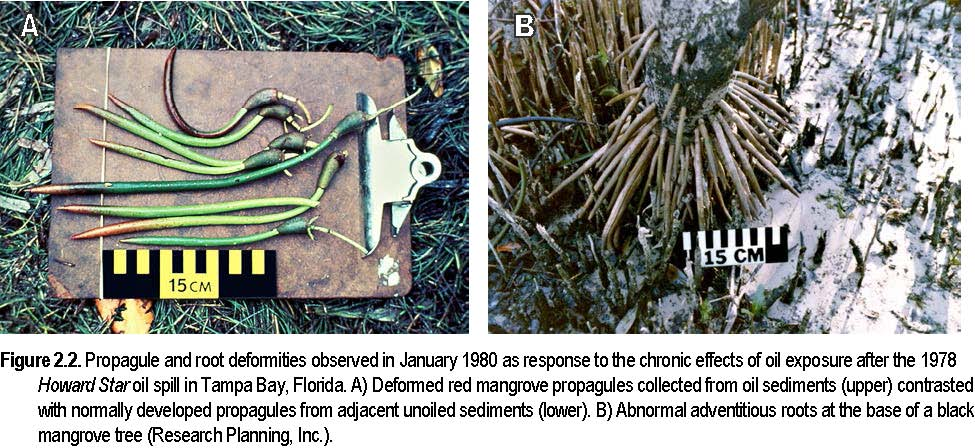 A
B
15 CM
15 CM
Figure 2.2. Propagule and root deformities observed in January 1980 as response to the chronic effects of oil exposure after the 1978
Howard Star oil spill in Tampa Bay, Florida. A) Deformed red mangrove propagules collected from oil sediments (upper) contrasted
with normally developed propagules from adjacent unoiled sediments (lower). B) Abnormal adventitious roots at the base of a black
mangrove tree (Research Planning, Inc.).